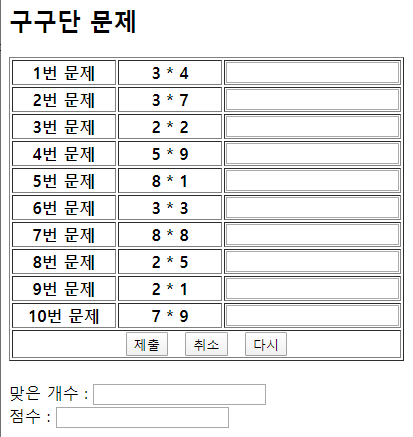 구구단 문제
1번 문제 3 * 4
2번 문제 3 * 7
3번 문제 2 * 2
4번 문제 5 * 9
5번 문제 8 * 1
6번 문제 3 * 3
7번 문제 8 * 8
8번 문제 2 * 5
9번 문제 2 * 1
10번 문제 7 * 9
제출 취소 다시
맞은 개수 :
점수 :